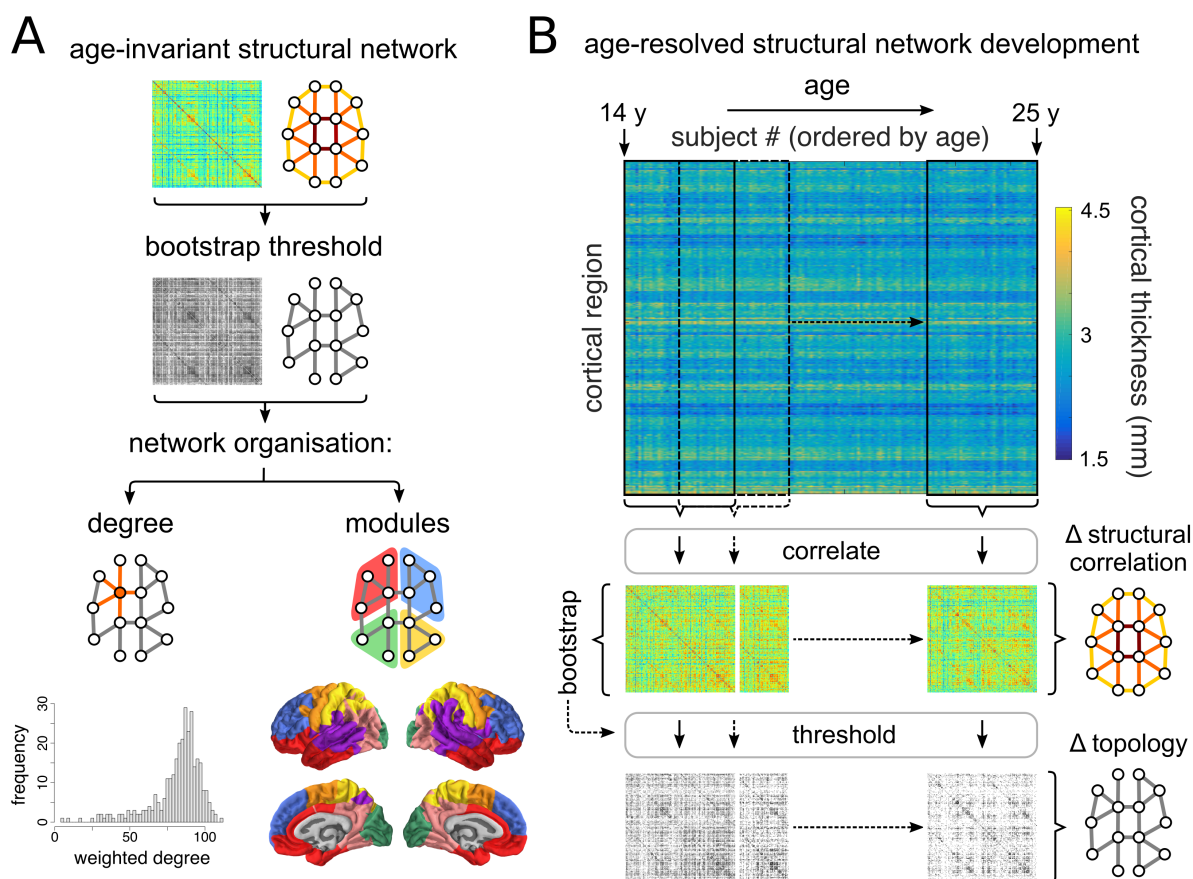 A
age-invariant structural network
bootstrap threshold
network organisation:
degree
modules
frequency
0
10
20
30
0
50
100
weighted degree
B
age-resolved structural network development
age
14 y
25 y
subject # (ordered by age)
cortical region
4.5
3
1.5
cortical thickness (mm)
correlate
Δ structural
correlation
bootstrap
threshold
Δ topology